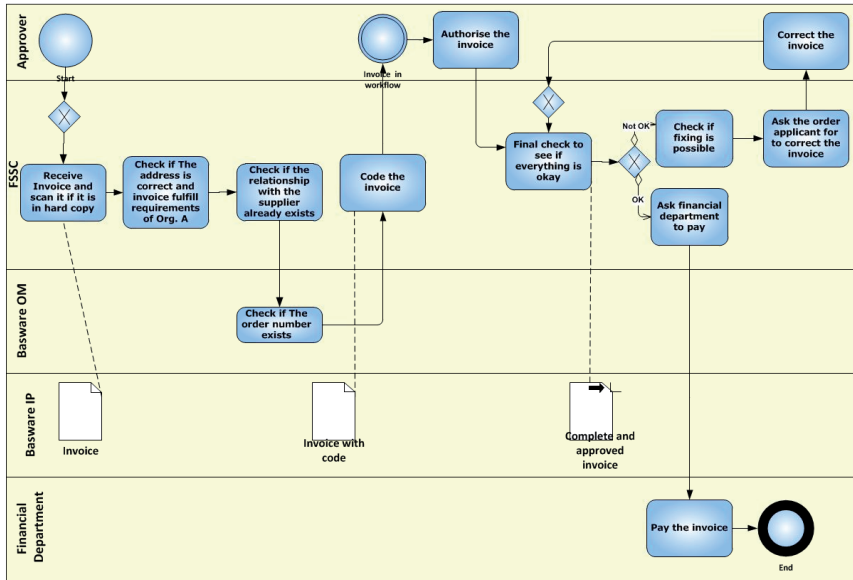 Approver
Start
Invoice in
workflow
Authorise the
invoice
Correct the
invoice
FSSC
Receive
Invoice and
scan it if it is
in hard copy
Check if The
address is
correct and
invoice fulfill
requirements
of Org. A
Check if the
relationship
with the
supplier
already exists
Code the
invoice
Final check to
see if
everything is
okay
Not OK
OK
Check if
fixing is
possible
Ask the order
applicant for
to correct the
invoice
Ask financial
department
to pay
Basware OM
Check if The
order number
exists
Basware IP
Invoice
Invoice with
code
Complete and
approved
invoice
Financial
Department
Pay the invoice
End